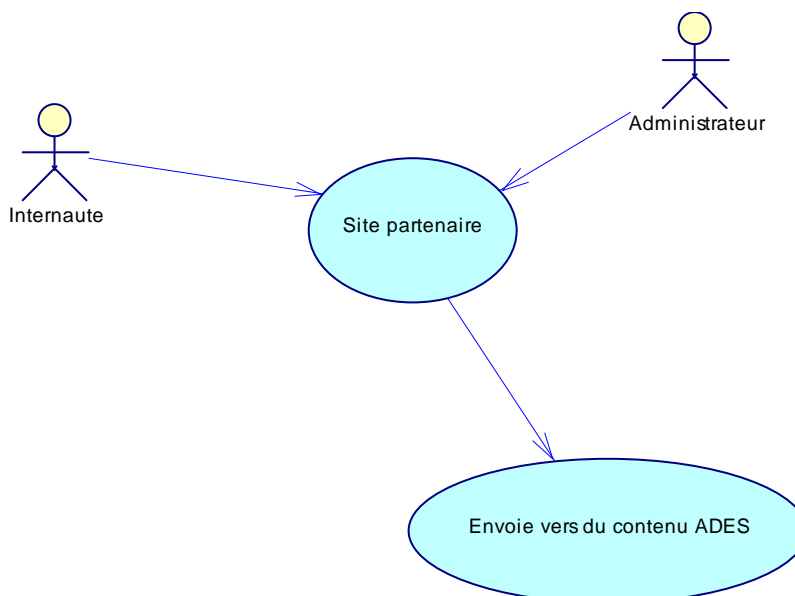 Administrateur
Internaute
Site partenaire
Envoie vers du contenu ADES